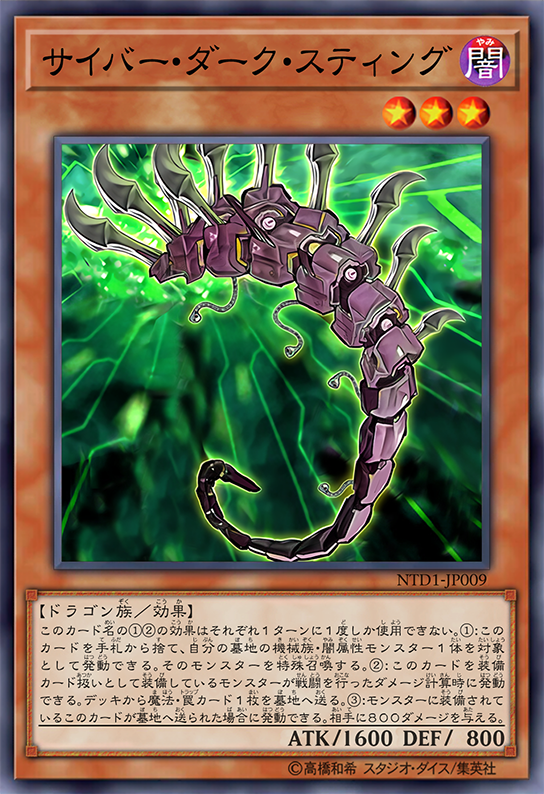 サイバー・ダーク・スティング
闇
やみ
NTD1-JP009
【ドラゴン族／効果】
このカード名の①②の効果はそれぞれ１ターンに１度しか使用できない。①：この
カードを手札から捨て、自分の墓地の機械族・闇属性モンスター１体を対象
として発動できる。そのモンスターを特殊召喚する。②：このカードを装備
カード扱いとして装備しているモンスターが戦闘を行ったダメージ計算時に発動
できる。デッキから魔法・罠カード１枚を墓地へ送る。③：モンスターに装備されて
いるこのカードが墓地へ送られた場合に発動できる。相手に８００ダメージを与える。
ATK/1600 DEF/ 800
©高橋和希 スタジオ・ダイス/集英社